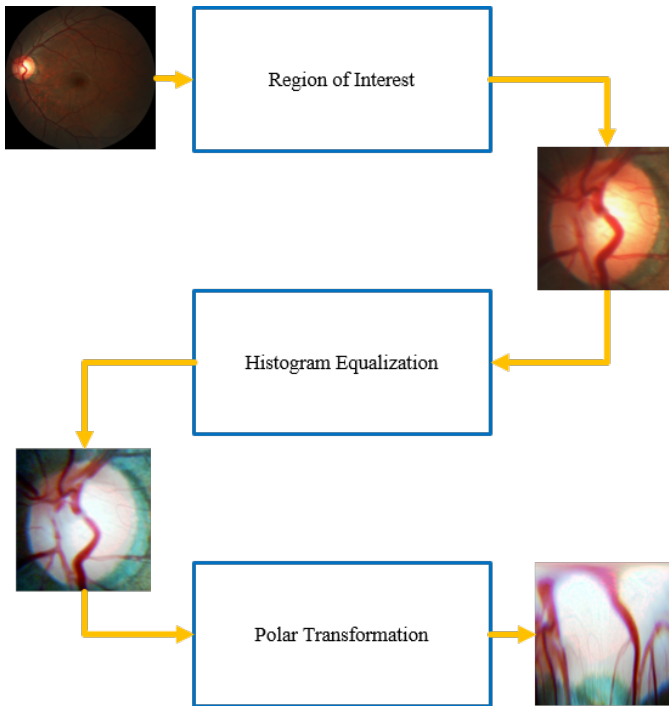 Region of Interest
Histogram Equalization
Polar Transformation